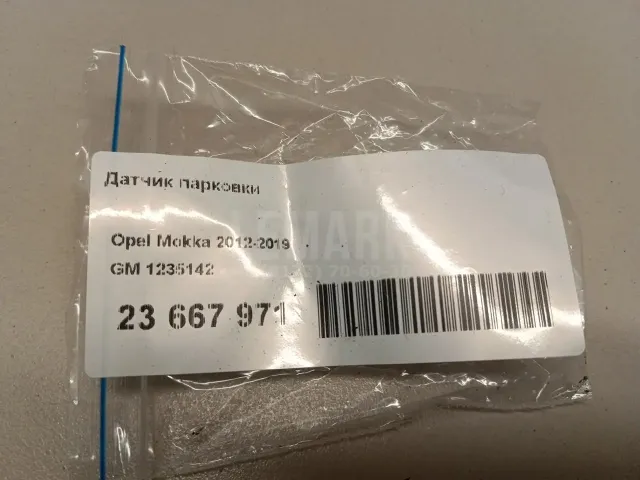 Датчик парковки
Opel Mokka 2012-2019
GM 1235142
23 667 971